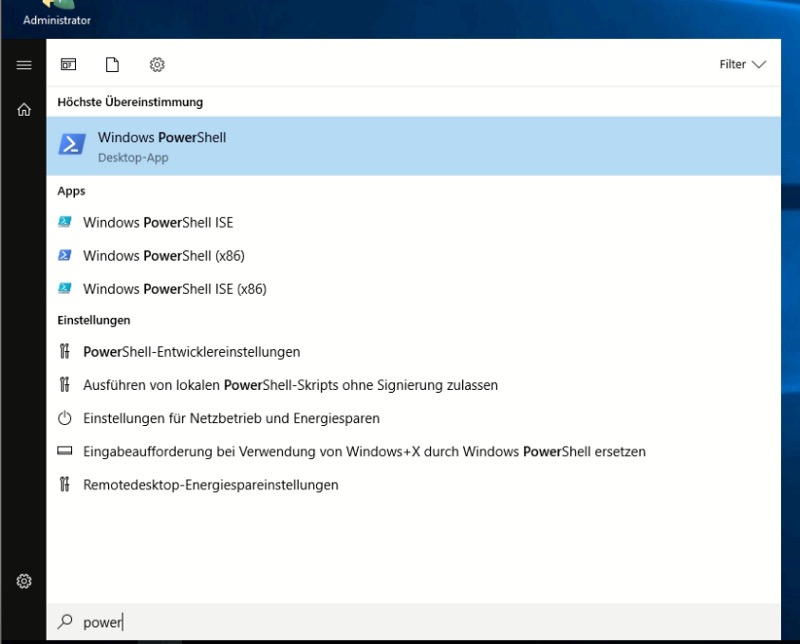 Administrator
Filter
Höchste Übereinstimmung
Windows PowerShell
Desktop-App
Apps
Windows PowerShell ISE
Windows PowerShell (x86)
Windows PowerShell ISE (x86)
Einstellungen
PowerShell-Entwicklereinstellungen
Ausführen von lokalen PowerShell-Skripts ohne Signierung zulassen
Einstellungen für Netzbetrieb und Energiesparen
Eingabeaufforderung bei Verwendung von Windows+X durch Windows PowerShell ersetzen
Remotedesktop-Energiespareinstellungen
power